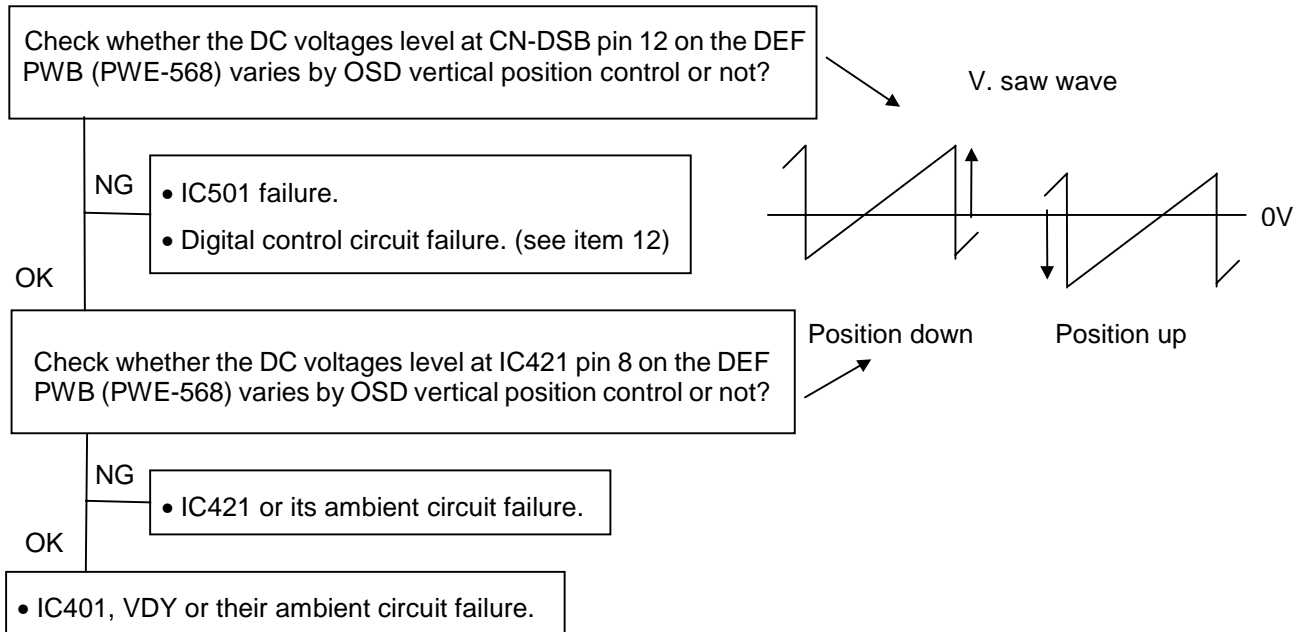 Check whether the DC voltages level at CN-DSB pin 12 on the DEF
PWB (PWE-568) varies by OSD vertical position control or not?
V. saw wave
NG
• IC501 failure.
• Digital control circuit failure. (see item 12)
0V
OK
Position down
Position up
Check whether the DC voltages level at IC421 pin 8 on the DEF
PWB (PWE-568) varies by OSD vertical position control or not?
NG
• IC421 or its ambient circuit failure.
OK
• IC401, VDY or their ambient circuit failure.